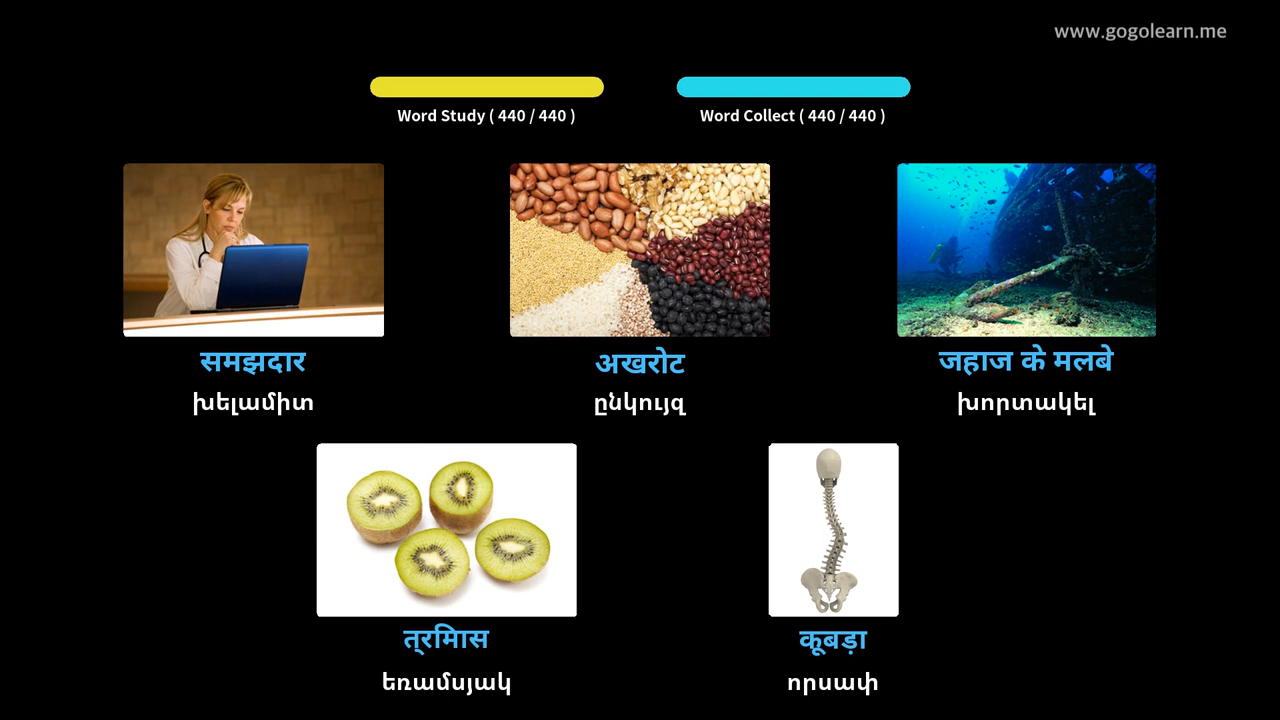 www.gogolearn.me
Word Study ( 440 / 440 )
Word Collect ( 440 / 440 )
समझदार
խելամիտ
अखरोट
ընկույզ
जहाज के मलबे
խորտակել
त्रिमास
եռամսյակ
कूबड़ा
որսափ